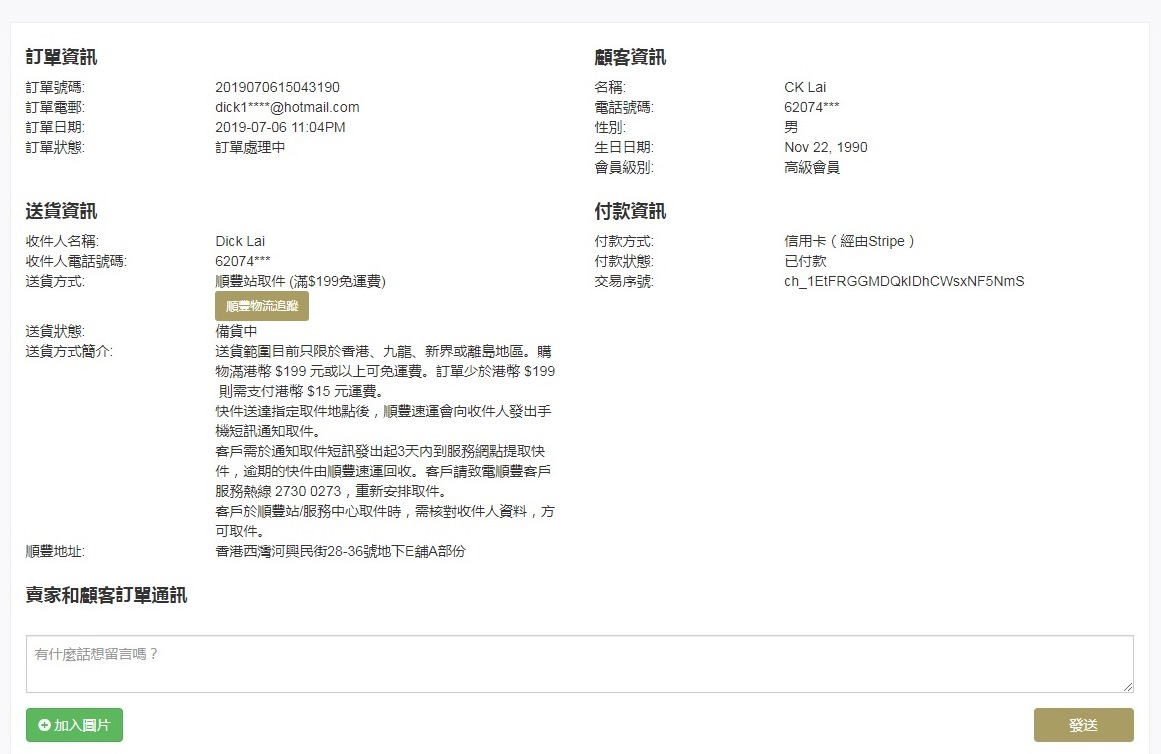 訂單資訊
訂單號碼: 2019070615043190
訂單電郵: dick1****@hotmail.com
訂單日期: 2019-07-06 11:04PM
訂單狀態: 訂單處理中
顧客資訊
名稱: CK Lai
電話號碼: 62074***
性別: 男
生日日期: Nov 22, 1990
會員級別: 高級會員
送貨資訊
收件人名稱: Dick Lai
收件人電話號碼: 62074***
送貨方式: 順豐站取件 (滿$199免運費)
順豐物流追蹤
送貨狀態: 備貨中
送貨方式簡介: 送貨範圍目前只限於香港、九龍、新界或離島地區。購
物滿港幣 $199 元或以上可免運費。訂單少於港幣 $199
則需支付港幣 $15 元運費。
快件送達指定取件地點後，順豐速運會向收件人發出手
機短訊通知取件。
客戶需於通知取件短訊發出起3天內到服務網點提取快
件，逾期的快件由順豐速運回收。客戶請致電順豐客戶
服務熱線 2730 0273，重新安排取件。
客戶於順豐站/服務中心取件時，需核對收件人資料，方
可取件。
順豐地址: 香港西灣河興民街28-36號地下E舖A部份
付款資訊
付款方式: 信用卡（經由Stripe）
付款狀態: 已付款
交易序號: ch_1EtFRGGMDQkIDhCWsxNF5NmS
賣家和顧客訂單通訊
有什麼話想留言嗎？
加入圖片
發送